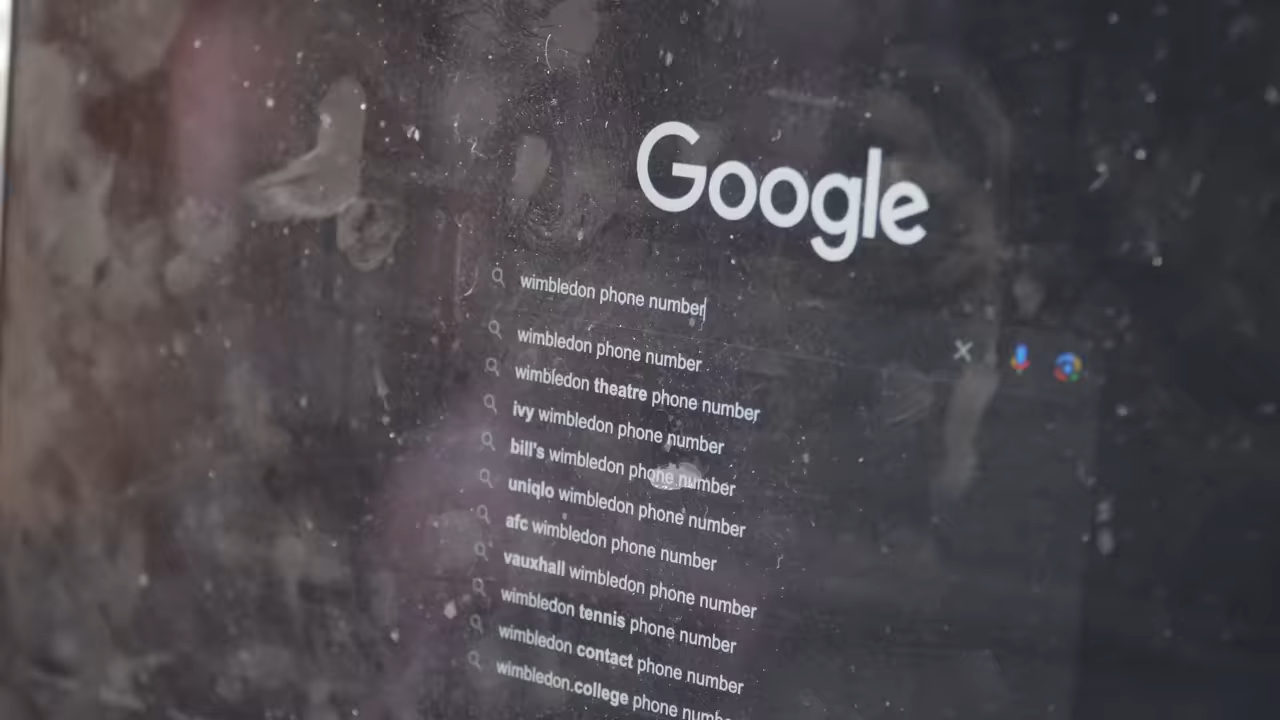 Google
wimbledon phone number
wimbledon phone number
wimbledon theatre phone number
ivy wimbledon phone number
bill's wimbledon phone number
uniqlo wimbledon phone number
afc wimbledon phone number
vauxhall wimbledon phone number
wimbledon tennis phone number
wimbledon contact phone number
wimbledon college phone numb